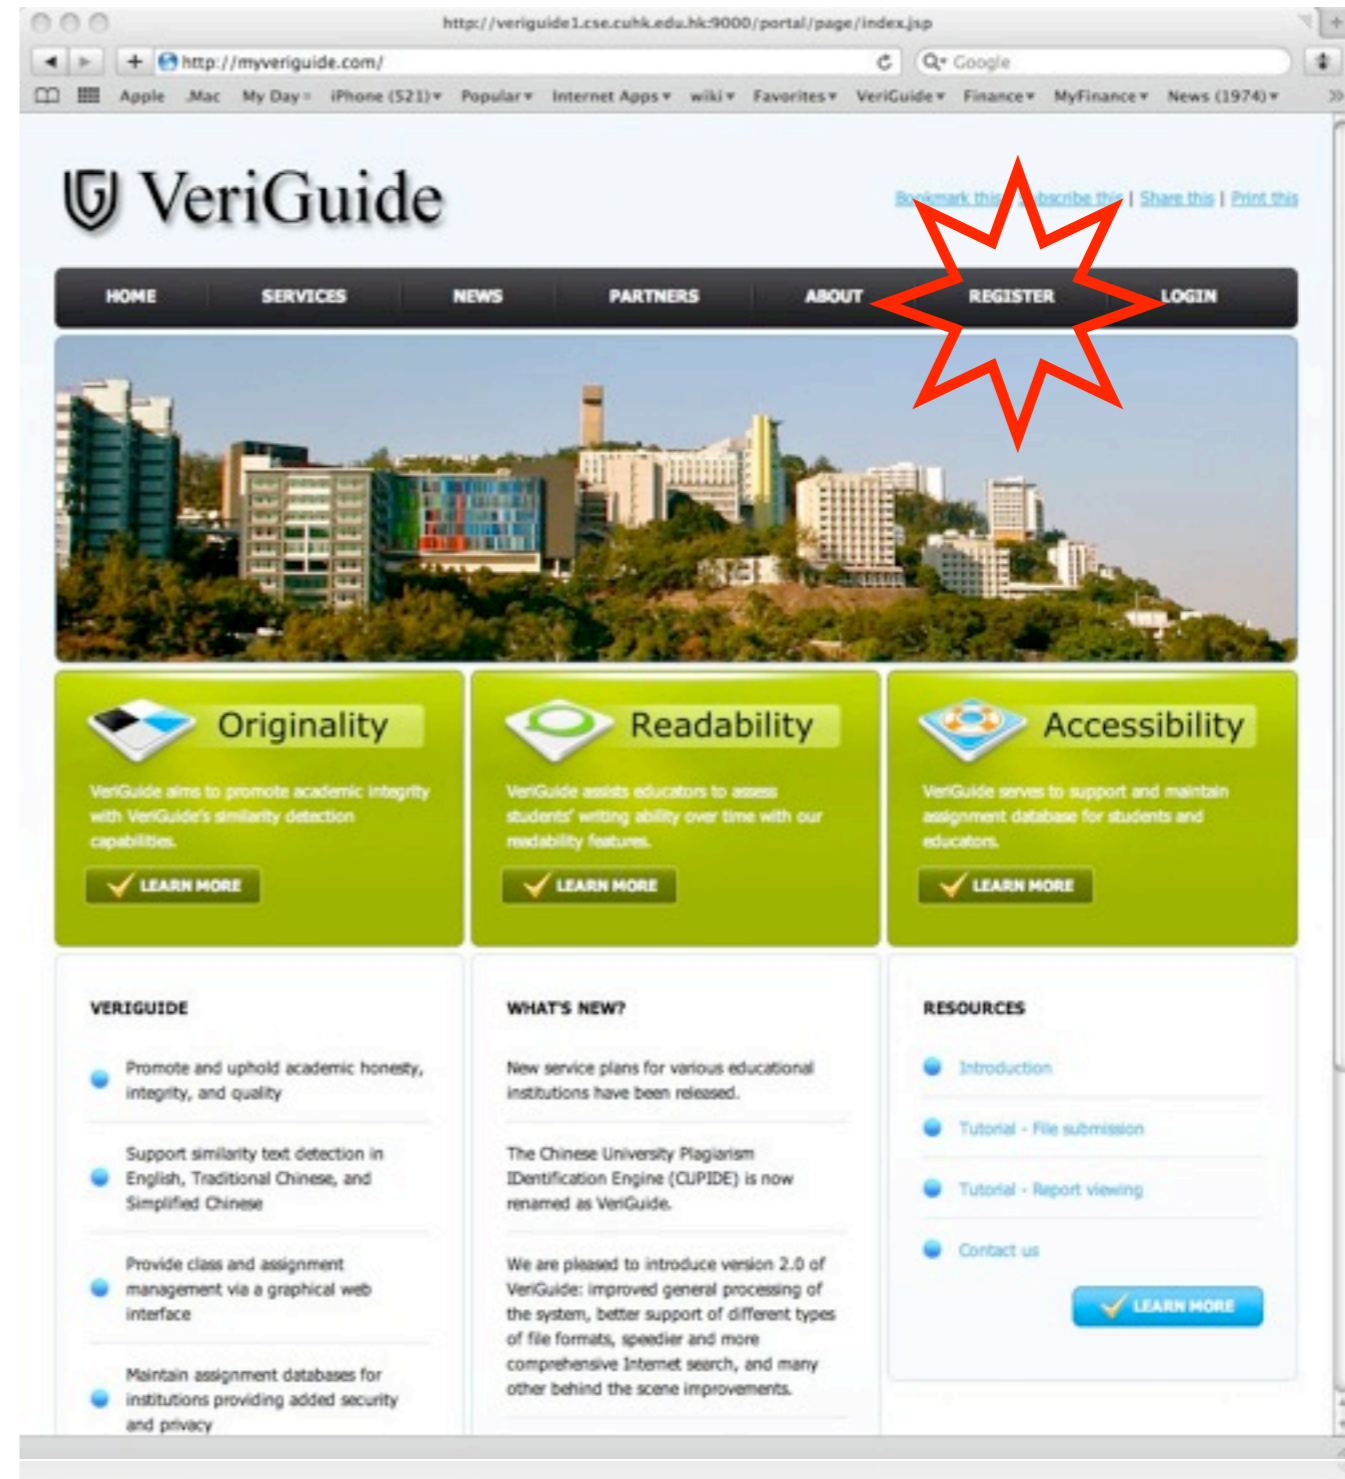 http://veriguide1.cse.cuhk.edu.hk:9000/portal/page/index.jsp
http://myveriguide.com/
Google
Apple .Mac My Day iPhone (521) Popular Internet Apps wiki Favorites VeriGuide Finance MyFinance News (1974)
VeriGuide
Bookmark this | Subscribe this | Share this | Print this
HOME SERVICES NEWS PARTNERS ABOUT REGISTER LOGIN
Originality
VeriGuide aims to promote academic integrity
with VeriGuide's similarity detection
capabilities.
LEARN MORE
Readability
VeriGuide assists educators to assess
students' writing ability over time with our
readability features.
LEARN MORE
Accessibility
VeriGuide serves to support and maintain
assignment database for students and
educators.
LEARN MORE
VERIGUIDE
Promote and uphold academic honesty,
integrity, and quality
Support similarity text detection in
English, Traditional Chinese, and
Simplified Chinese
Provide class and assignment
management via a graphical web
interface
Maintain assignment databases for
institutions providing added security
and privacy
WHAT'S NEW?
New service plans for various educational
institutions have been released.
The Chinese University Plagiarism
IDentification Engine (CUPIDE) is now
renamed as VeriGuide.
We are pleased to introduce version 2.0 of
VeriGuide: improved general processing of
the system, better support of different types
of file formats, speedier and more
comprehensive Internet search, and many
other behind the scene improvements.
RESOURCES
Introduction
Tutorial - File submission
Tutorial - Report viewing
Contact us
LEARN MORE